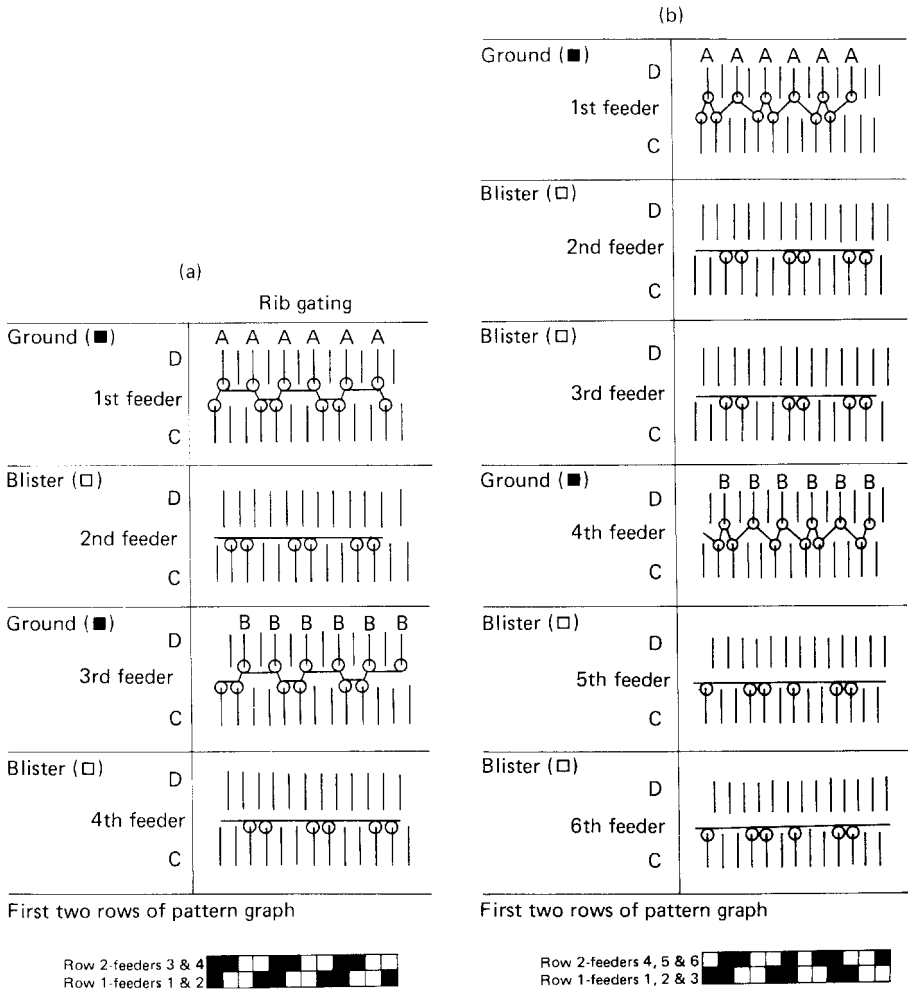 (a)
Rib gating
Ground (■)
A A A A A A
D
1st feeder
C
Blister (□)
D
2nd feeder
C
Ground (■)
B B B B B B
D
3rd feeder
C
Blister (□)
D
4th feeder
C
First two rows of pattern graph
Row 2-feeders 3 & 4
Row 1-feeders 1 & 2
(b)
Ground (■)
A A A A A A
D
1st feeder
C
Blister (□)
D
2nd feeder
C
Blister (□)
D
3rd feeder
C
Ground (■)
B B B B B B
D
4th feeder
C
Blister (□)
D
5th feeder
C
Blister (□)
D
6th feeder
C
First two rows of pattern graph
Row 2-feeders 4, 5 & 6
Row 1-feeders 1, 2 & 3